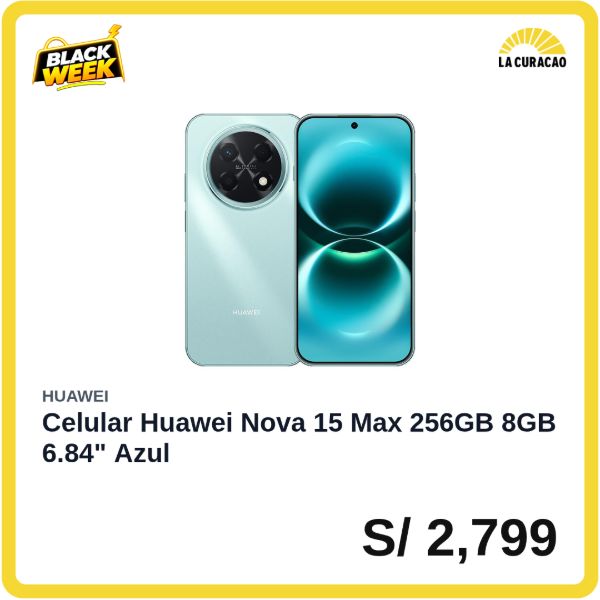 BLACK
WEEK
LA CURACAO
HUAWEI
HUAWEI
Celular Huawei Nova 15 Max 256GB 8GB
6.84" Azul
S/ 2,799